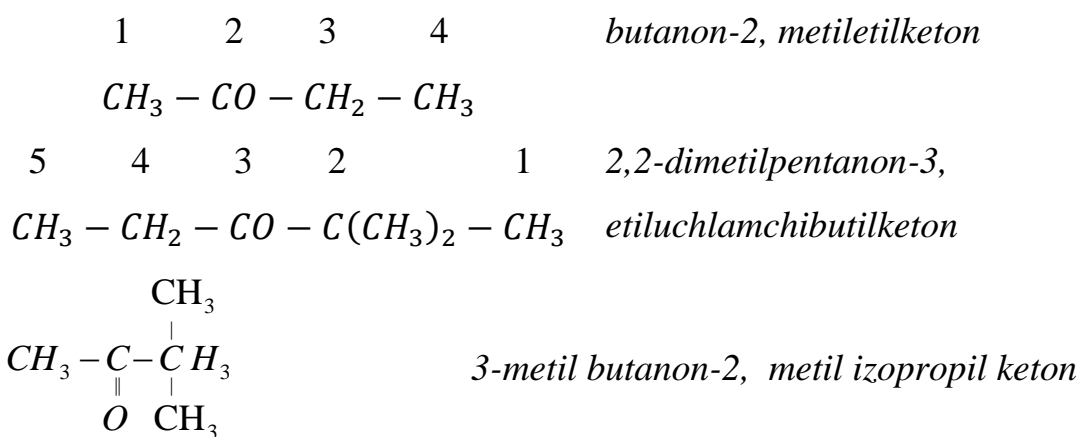 1 2 3 4 butanon-2, metiletilketon
CH₃ − CO − CH₂ − CH₃
5 4 3 2 1 2,2-dimetilpentanon-3,
CH₃ − CH₂ − CO − C(CH₃)₂ − CH₃ etiluchlamchibutilketon
CH₃
|
CH₃ − C − C H₃ 3-metil butanon-2, metil izopropil keton
‖ |
O CH₃